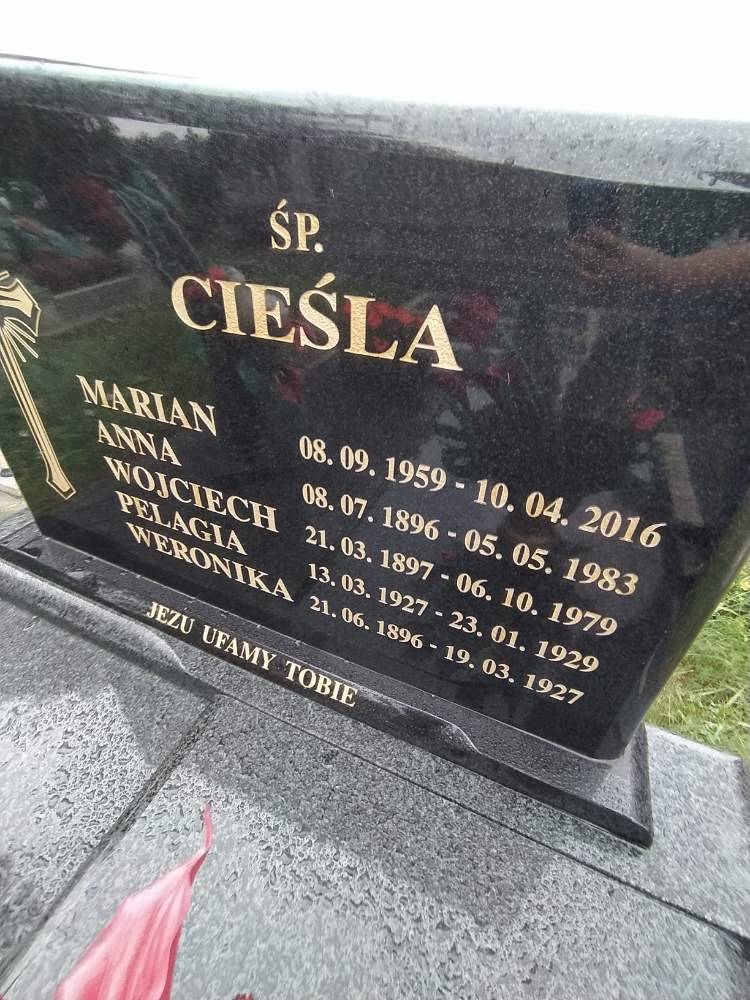 ŚP.
CIEŚLA
MARIAN 08. 09. 1959 - 10. 04. 2016
ANNA 08. 07. 1896 - 05. 05. 1983
WOJCIECH 21. 03. 1897 - 06. 10. 1979
PELAGIA 13. 03. 1927 - 23. 01. 1929
WERONIKA 21. 06. 1896 - 19. 03. 1927
JEZU UFAMY TOBIE